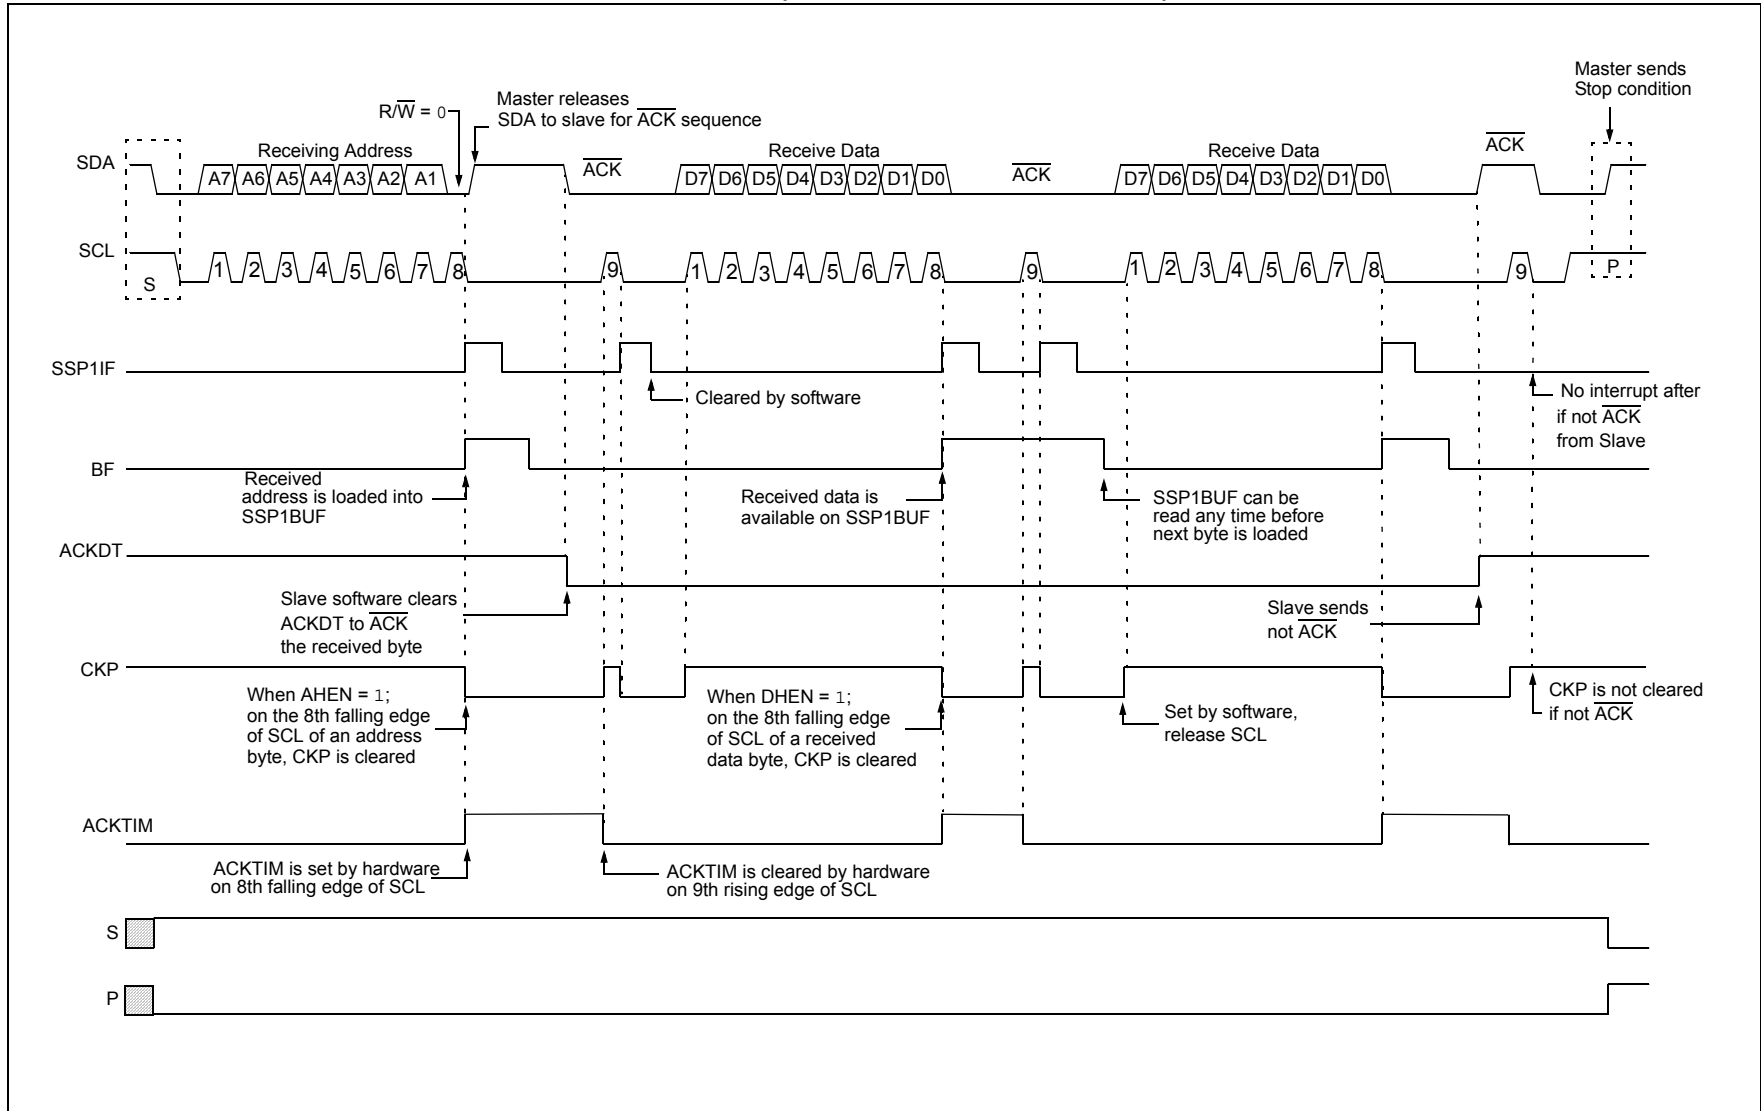 Master sends
Stop condition
R/W = 0
Master releases
SDA to slave for ACK sequence
SDA
Receiving Address
ACK
Receive Data
ACK
Receive Data
ACK
A7 A6 A5 A4 A3 A2 A1
D7 D6 D5 D4 D3 D2 D1 D0
D7 D6 D5 D4 D3 D2 D1 D0
SCL
S
1 2 3 4 5 6 7 8
9
1 2 3 4 5 6 7 8
9
1 2 3 4 5 6 7 8
9
P
SSP1IF
Cleared by software
No interrupt after
if not ACK
from Slave
BF
Received
address is loaded into
SSP1BUF
Received data is
available on SSP1BUF
SSP1BUF can be
read any time before
next byte is loaded
ACKDT
Slave software clears
ACKDT to ACK
the received byte
Slave sends
not ACK
CKP
When AHEN = 1;
on the 8th falling edge
of SCL of an address
byte, CKP is cleared
When DHEN = 1;
on the 8th falling edge
of SCL of a received
data byte, CKP is cleared
Set by software,
release SCL
CKP is not cleared
if not ACK
ACKTIM
ACKTIM is set by hardware
on 8th falling edge of SCL
ACKTIM is cleared by hardware
on 9th rising edge of SCL
S
P